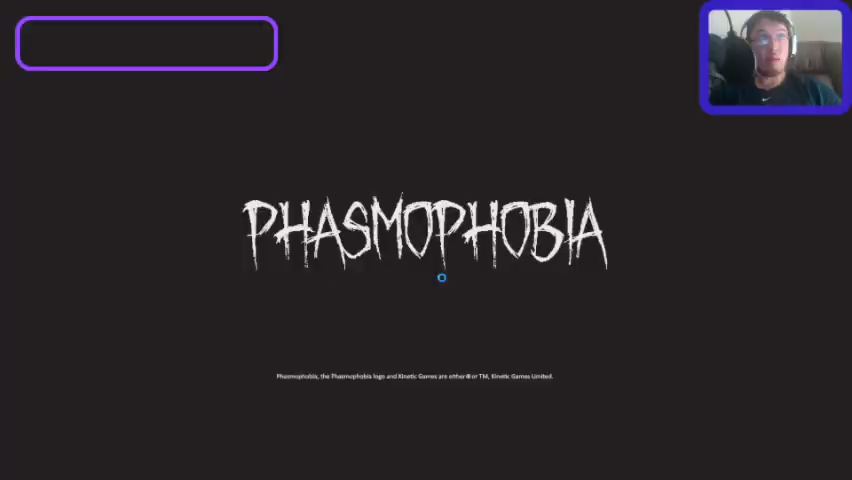 PHASMOPHOBIA
Phasmophobia, the Phasmophobia logo and Kinetic Games are either ® or TM, Kinetic Games Limited.